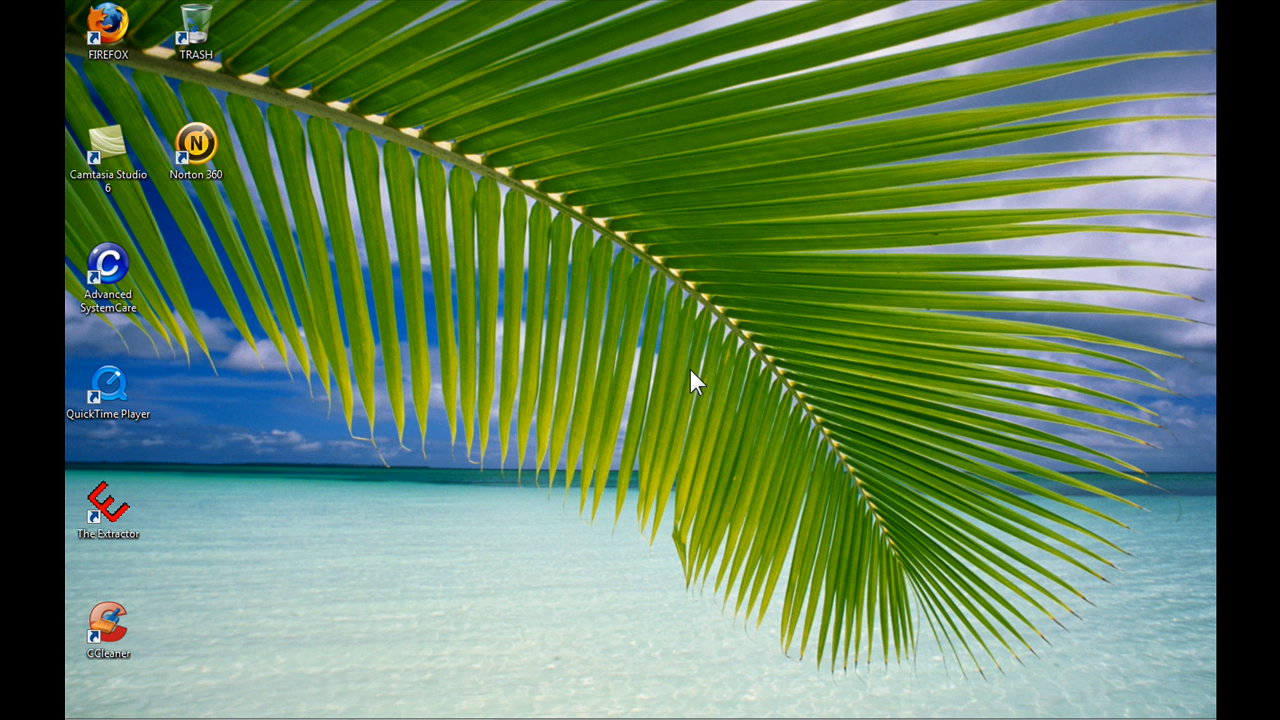 FIREFOX
TRASH
Camtasia Studio
6
N
Norton 360
C
Advanced
SystemCare
QuickTime Player
E
The Extractor
CCleaner